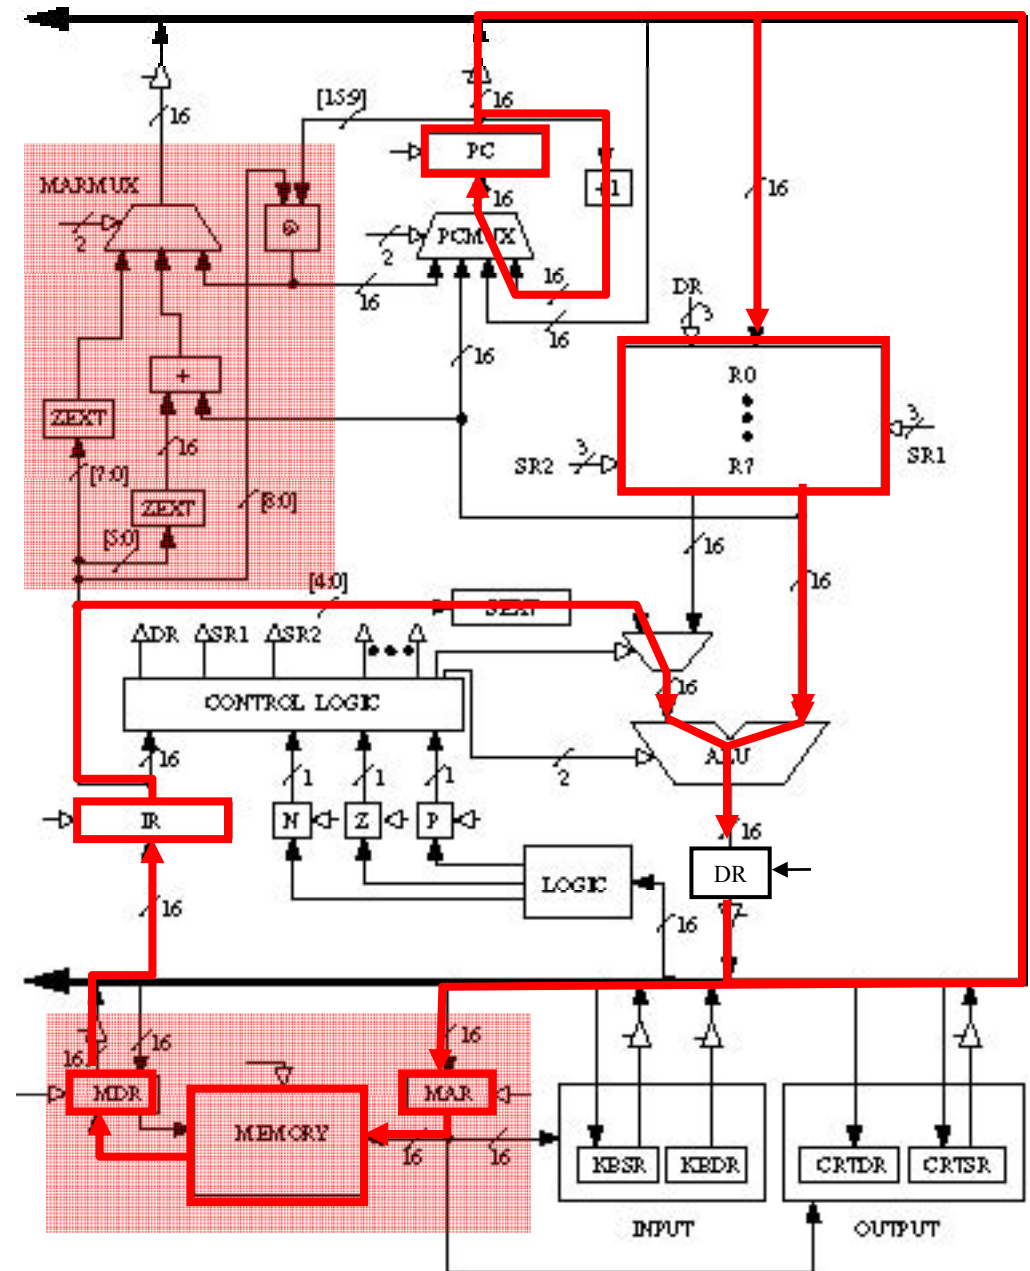 16
[15:9]
16
PC
+1
16
MARMUX
2
@
2
PCMUX
16
16
16
16
DR
3
16
R0
R7
SR2
3
3
SR1
+
ZEXT
16
[7:0]
ZEXT
[8:0]
[5:0]
16
16
[4:0]
SEXT
DR
SR1
SR2
16
CONTROL LOGIC
ALU
2
16
1
1
1
IR
N
Z
P
16
LOGIC
DR
16
16
16
16
16
MDR
MEMORY
MAR
16
16
KBSR
KBDR
CRTDR
CRTSR
INPUT
OUTPUT